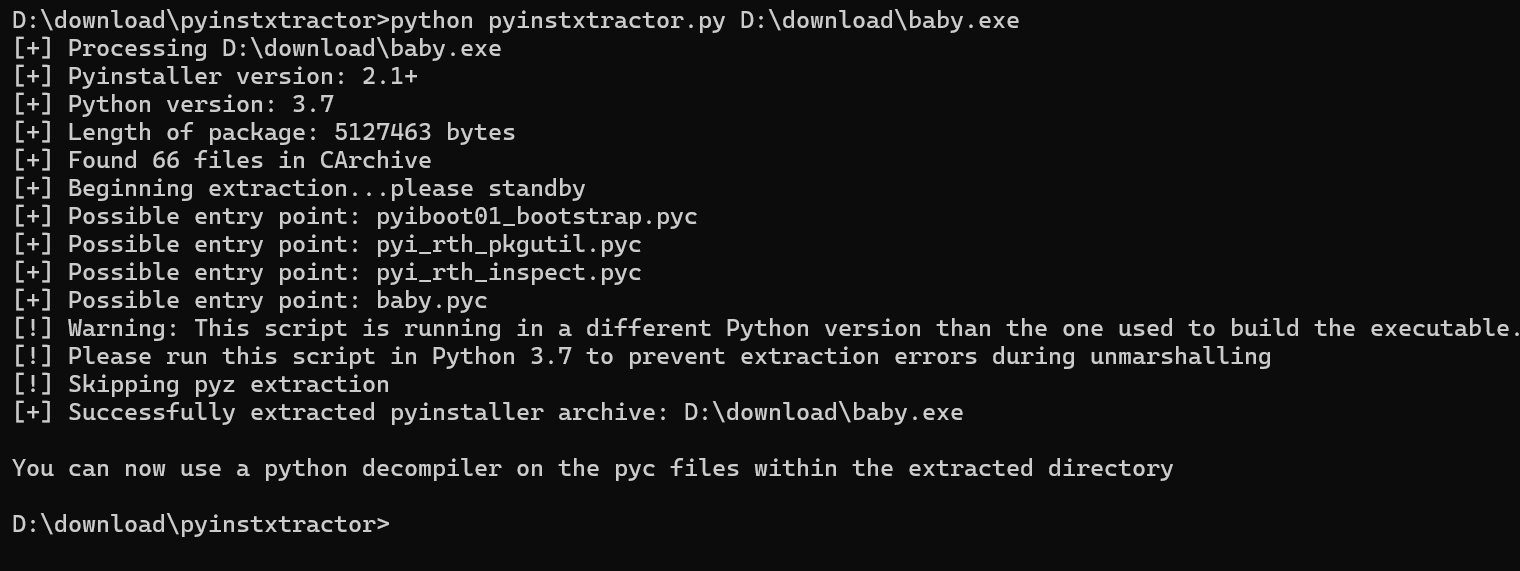 D:\download\pyinstxtractor>python pyinstxtractor.py D:\download\baby.exe
[+] Processing D:\download\baby.exe
[+] Pyinstaller version: 2.1+
[+] Python version: 3.7
[+] Length of package: 5127463 bytes
[+] Found 66 files in CArchive
[+] Beginning extraction...please standby
[+] Possible entry point: pyiboot01_bootstrap.pyc
[+] Possible entry point: pyi_rth_pkgutil.pyc
[+] Possible entry point: pyi_rth_inspect.pyc
[+] Possible entry point: baby.pyc
[!] Warning: This script is running in a different Python version than the one used to build the executable.
[!] Please run this script in Python 3.7 to prevent extraction errors during unmarshalling
[!] Skipping pyz extraction
[+] Successfully extracted pyinstaller archive: D:\download\baby.exe
You can now use a python decompiler on the pyc files within the extracted directory
D:\download\pyinstxtractor>